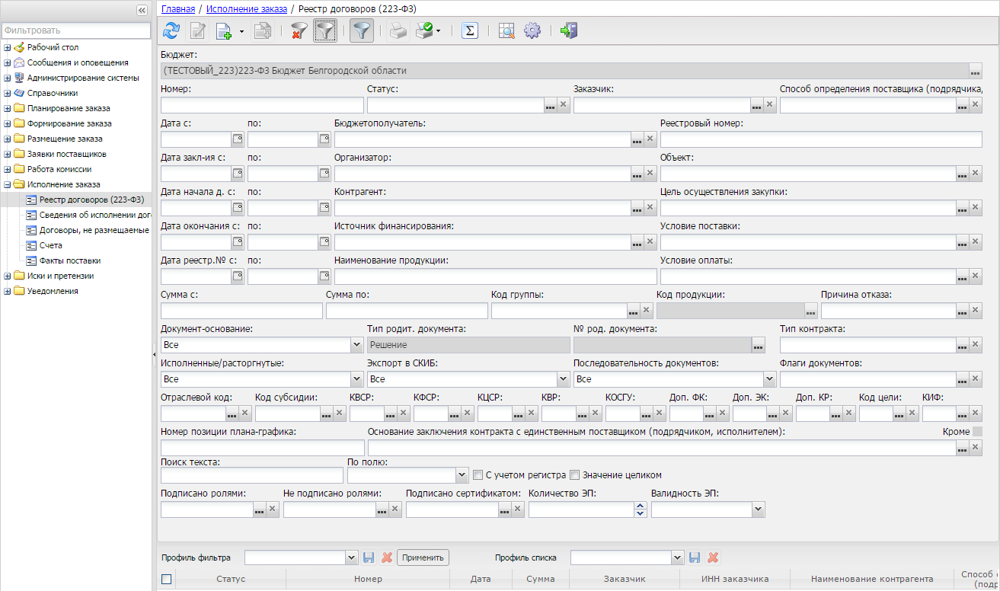 Главная / Исполнение заказа / Реестр договоров (223-ФЗ)
Фильтровать
Рабочий стол
Сообщения и оповещения
Администрирование системы
Справочники
Планирование заказа
Формирование заказа
Размещение заказа
Заявки поставщиков
Работа комиссии
Исполнение заказа
Реестр договоров (223-ФЗ)
Сведения об исполнении дог
Договоры, не размещаемые
Счета
Факты поставки
Иски и претензии
Уведомления
Бюджет:
(ТЕСТОВЫЙ_223)223-ФЗ Бюджет Белгородской области
Номер: Статус: Заказчик: Способ определения поставщика (подрядчика,
Дата с: по: Бюджетополучатель: Реестровый номер:
Дата закл-ия с: по: Организатор: Объект:
Дата начала д. с: по: Контрагент: Цель осуществления закупки:
Дата окончания с: по: Источник финансирования: Условие поставки:
Дата реестр.№ с: по: Наименование продукции: Условие оплаты:
Сумма с: Сумма по: Код группы: Код продукции: Причина отказа:
Документ-основание: Тип родит. документа: № род. документа: Тип контракта:
Все Решение
Исполненные/расторгнутые: Экспорт в СКИБ: Последовательность документов: Флаги документов:
Все Все Все
Отраслевой код: Код субсидии: КВСР: КФСР: КЦСР: КВР: КОСГУ: Доп. ФК: Доп. ЭК: Доп. КР: Код цели: КИФ:
Номер позиции плана-графика: Основание заключения контракта с единственным поставщиком (подрядчиком, исполнителем): Кроме
Поиск текста: По полю:
С учетом регистра Значение целиком
Подписано ролями: Не подписано ролями: Подписано сертификатом: Количество ЭП: Валидность ЭП:
Профиль фильтра Применить Профиль списка
Статус Номер Дата Сумма Заказчик ИНН заказчика Наименование контрагента Способ
(подр